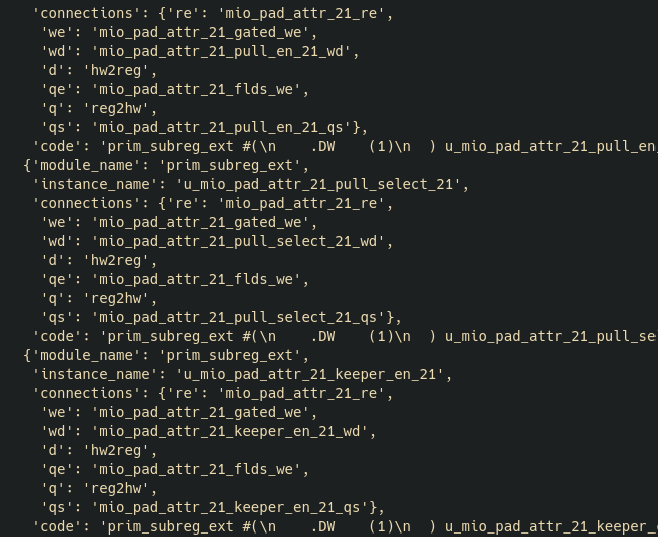 'connections': {'re': 'mio_pad_attr_21_re',
'we': 'mio_pad_attr_21_gated_we',
'wd': 'mio_pad_attr_21_pull_en_21_wd',
'd': 'hw2reg',
'qe': 'mio_pad_attr_21_flds_we',
'q': 'reg2hw',
'qs': 'mio_pad_attr_21_pull_en_21_qs'},
'code': 'prim_subreg_ext #(\n    .DW    (1)\n  ) u_mio_pad_attr_21_pull_en_
{'module_name': 'prim_subreg_ext',
'instance_name': 'u_mio_pad_attr_21_pull_select_21',
'connections': {'re': 'mio_pad_attr_21_re',
'we': 'mio_pad_attr_21_gated_we',
'wd': 'mio_pad_attr_21_pull_select_21_wd',
'd': 'hw2reg',
'qe': 'mio_pad_attr_21_flds_we',
'q': 'reg2hw',
'qs': 'mio_pad_attr_21_pull_select_21_qs'},
'code': 'prim_subreg_ext #(\n    .DW    (1)\n  ) u_mio_pad_attr_21_pull_se
{'module_name': 'prim_subreg_ext',
'instance_name': 'u_mio_pad_attr_21_keeper_en_21',
'connections': {'re': 'mio_pad_attr_21_re',
'we': 'mio_pad_attr_21_gated_we',
'wd': 'mio_pad_attr_21_keeper_en_21_wd',
'd': 'hw2reg',
'qe': 'mio_pad_attr_21_flds_we',
'q': 'reg2hw',
'qs': 'mio_pad_attr_21_keeper_en_21_qs'},
'code': 'prim_subreg_ext #(\n    .DW    (1)\n  ) u_mio_pad_attr_21_keeper_